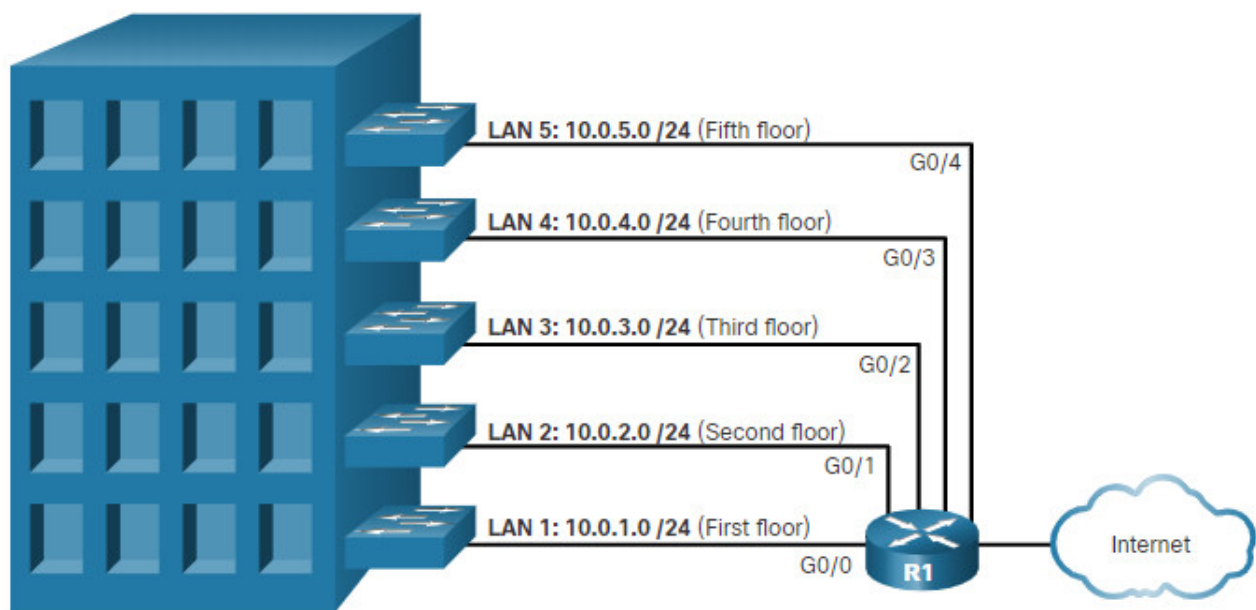 LAN 5: 10.0.5.0 /24 (Fifth floor)
G0/4
LAN 4: 10.0.4.0 /24 (Fourth floor)
G0/3
LAN 3: 10.0.3.0 /24 (Third floor)
G0/2
LAN 2: 10.0.2.0 /24 (Second floor)
G0/1
LAN 1: 10.0.1.0 /24 (First floor)
G0/0
R1
Internet